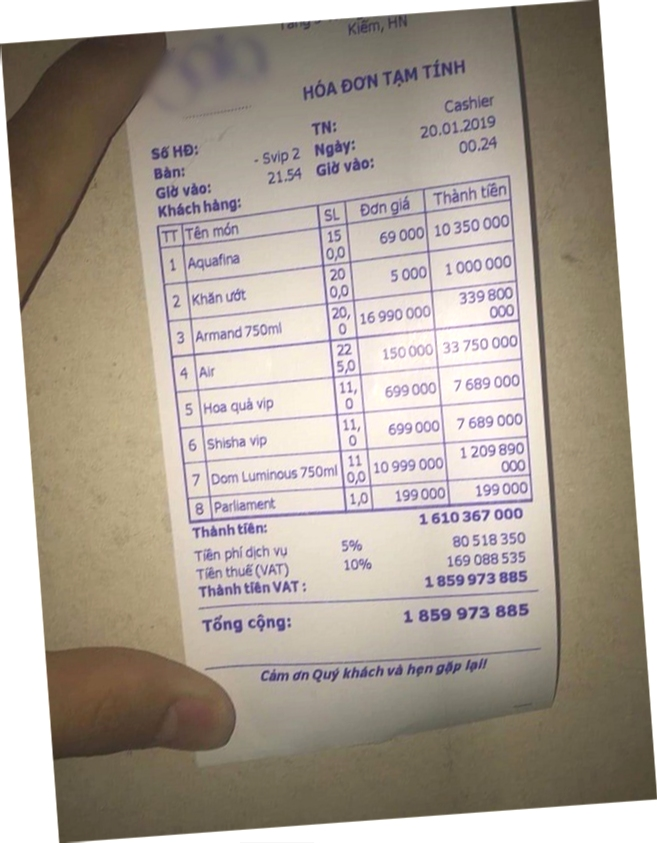 Kiếm, HN
HÓA ĐƠN TẠM TÍNH
Số HĐ: TN: Cashier
Bàn: - Svip 2 Ngày: 20.01.2019
Giờ vào: 21.54 Giờ vào: 00.24
Khách hàng:
TT Tên món SL Đơn giá Thành tiền
1 Aquafina 15 0,0 69 000 10 350 000
2 Khăn ướt 20 0,0 5 000 1 000 000
3 Armand 750ml 20, 0 16 990 000 339 800 000
4 Air 22 5,0 150 000 33 750 000
5 Hoa quả vip 11, 0 699 000 7 689 000
6 Shisha vip 11, 0 699 000 7 689 000
7 Dom Luminous 750ml 11 0,0 10 999 000 1 209 890 000
8 Parliament 1,0 199 000 199 000
Thành tiền: 1 610 367 000
Tiền phí dịch vụ 5% 80 518 350
Tiền thuế (VAT) 10% 169 088 535
Thành tiền VAT : 1 859 973 885
Tổng cộng: 1 859 973 885
Cảm ơn Quý khách và hẹn gặp lại!